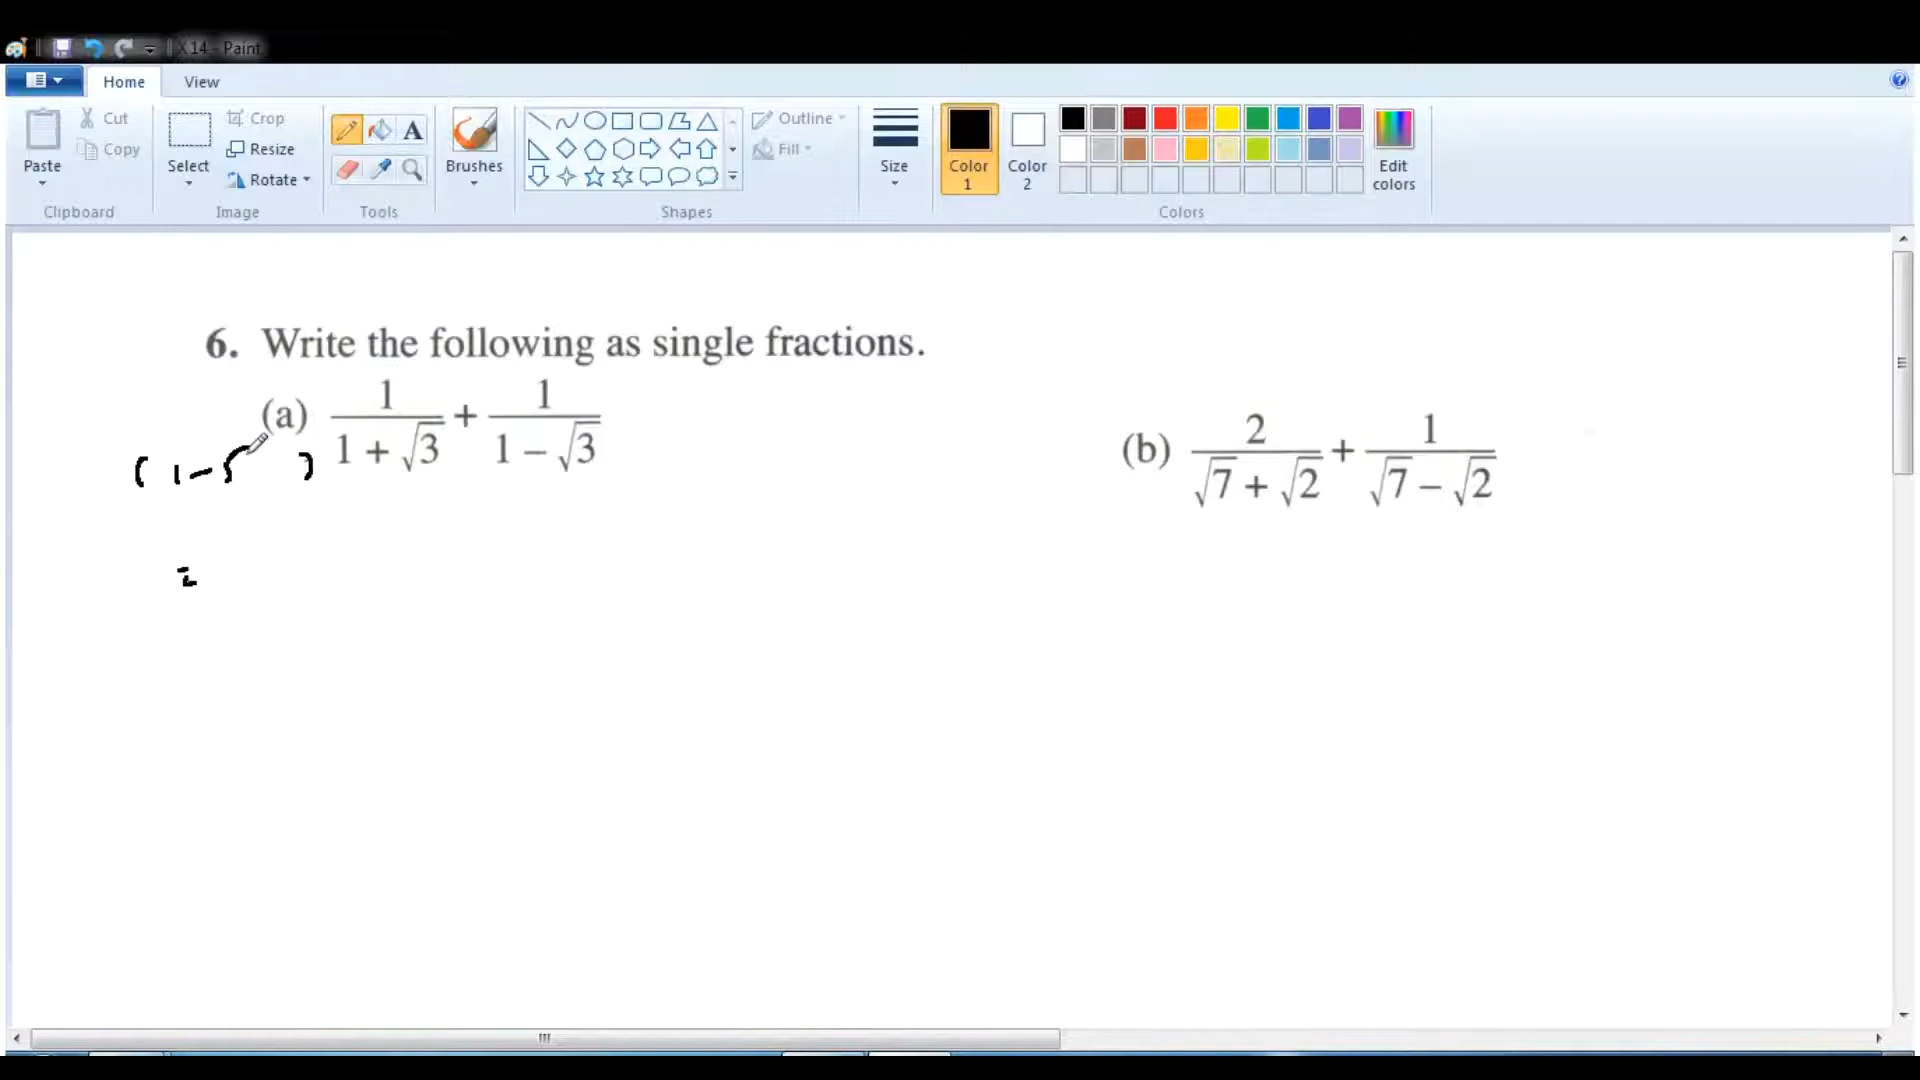 X14 - Paint
Home View
Paste Cut Copy Select Crop Resize Rotate A Brushes Outline Fill Size Color 1 Color 2 Edit colors
Clipboard Image Tools Shapes Colors
6. Write the following as single fractions.
(a) 1/(1 + √3) + 1/(1 − √3)
(b) 2/(√7 + √2) + 1/(√7 − √2)
( 1 - )
=